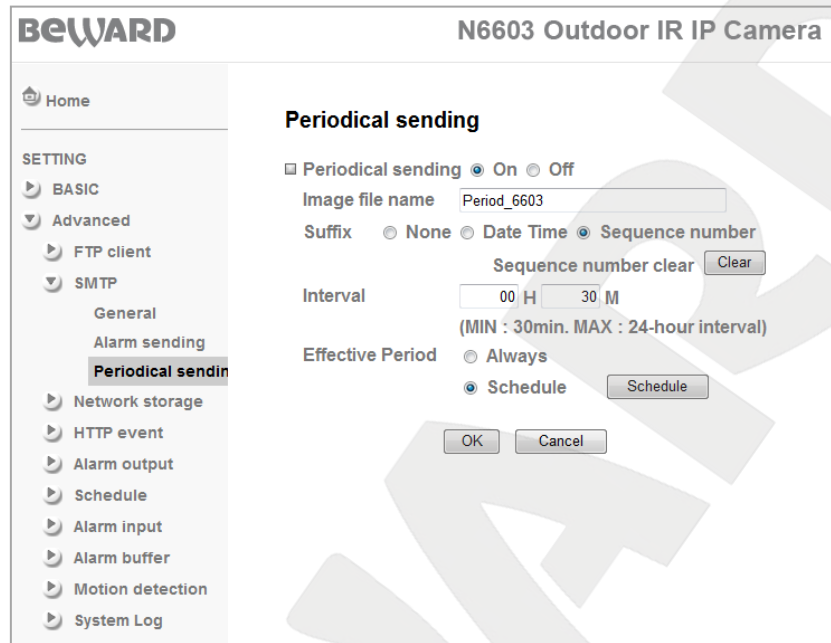 BEWARD
N6603 Outdoor IR IP Camera
Home
SETTING
BASIC
Advanced
FTP client
SMTP
General
Alarm sending
Periodical sendin
Network storage
HTTP event
Alarm output
Schedule
Alarm input
Alarm buffer
Motion detection
System Log
Periodical sending
Periodical sending On Off
Image file name Period_6603
Suffix None Date Time Sequence number
Sequence number clear Clear
Interval 00 H 30 M
(MIN : 30min. MAX : 24-hour interval)
Effective Period Always
Schedule Schedule
OK Cancel